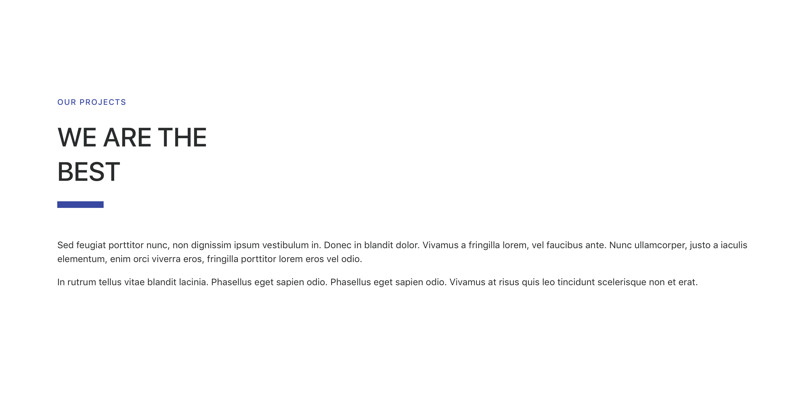 OUR PROJECTS
WE ARE THE
BEST
Sed feugiat porttitor nunc, non dignissim ipsum vestibulum in. Donec in blandit dolor. Vivamus a fringilla lorem, vel faucibus ante. Nunc ullamcorper, justo a iaculis
elementum, enim orci viverra eros, fringilla porttitor lorem eros vel odio.
In rutrum tellus vitae blandit lacinia. Phasellus eget sapien odio. Phasellus eget sapien odio. Vivamus at risus quis leo tincidunt scelerisque non et erat.